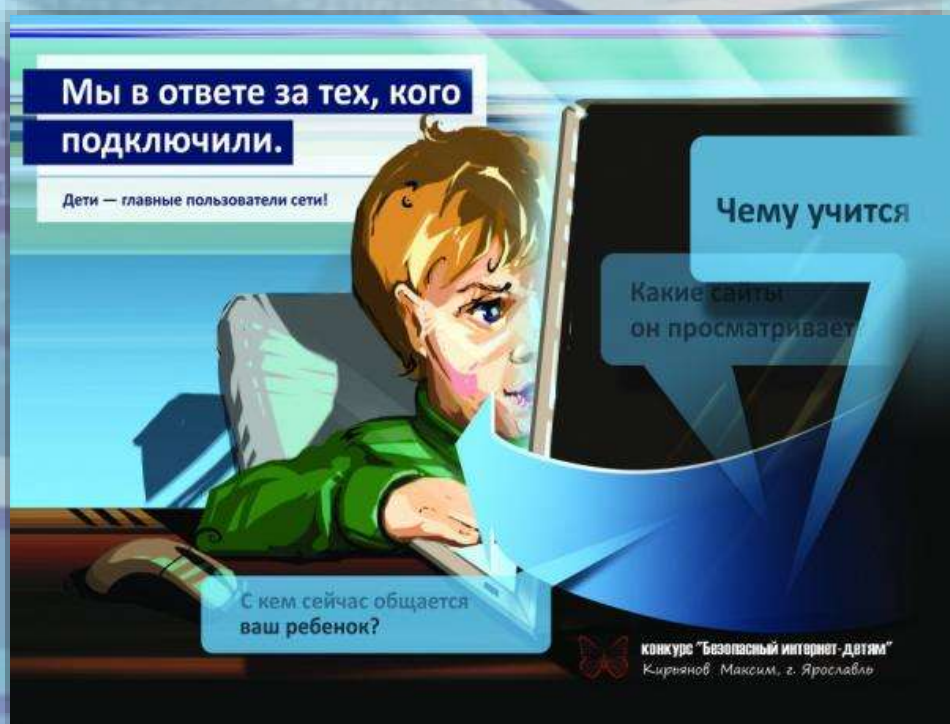 Мы в ответе за тех, кого
подключили.
Дети — главные пользователи сети!
Чему учится
Какие сайты
он просматривает
С кем сейчас общается
ваш ребенок?
конкурс "Безопасный интернет-детям"
Кирьянов Максим, г. Ярославль